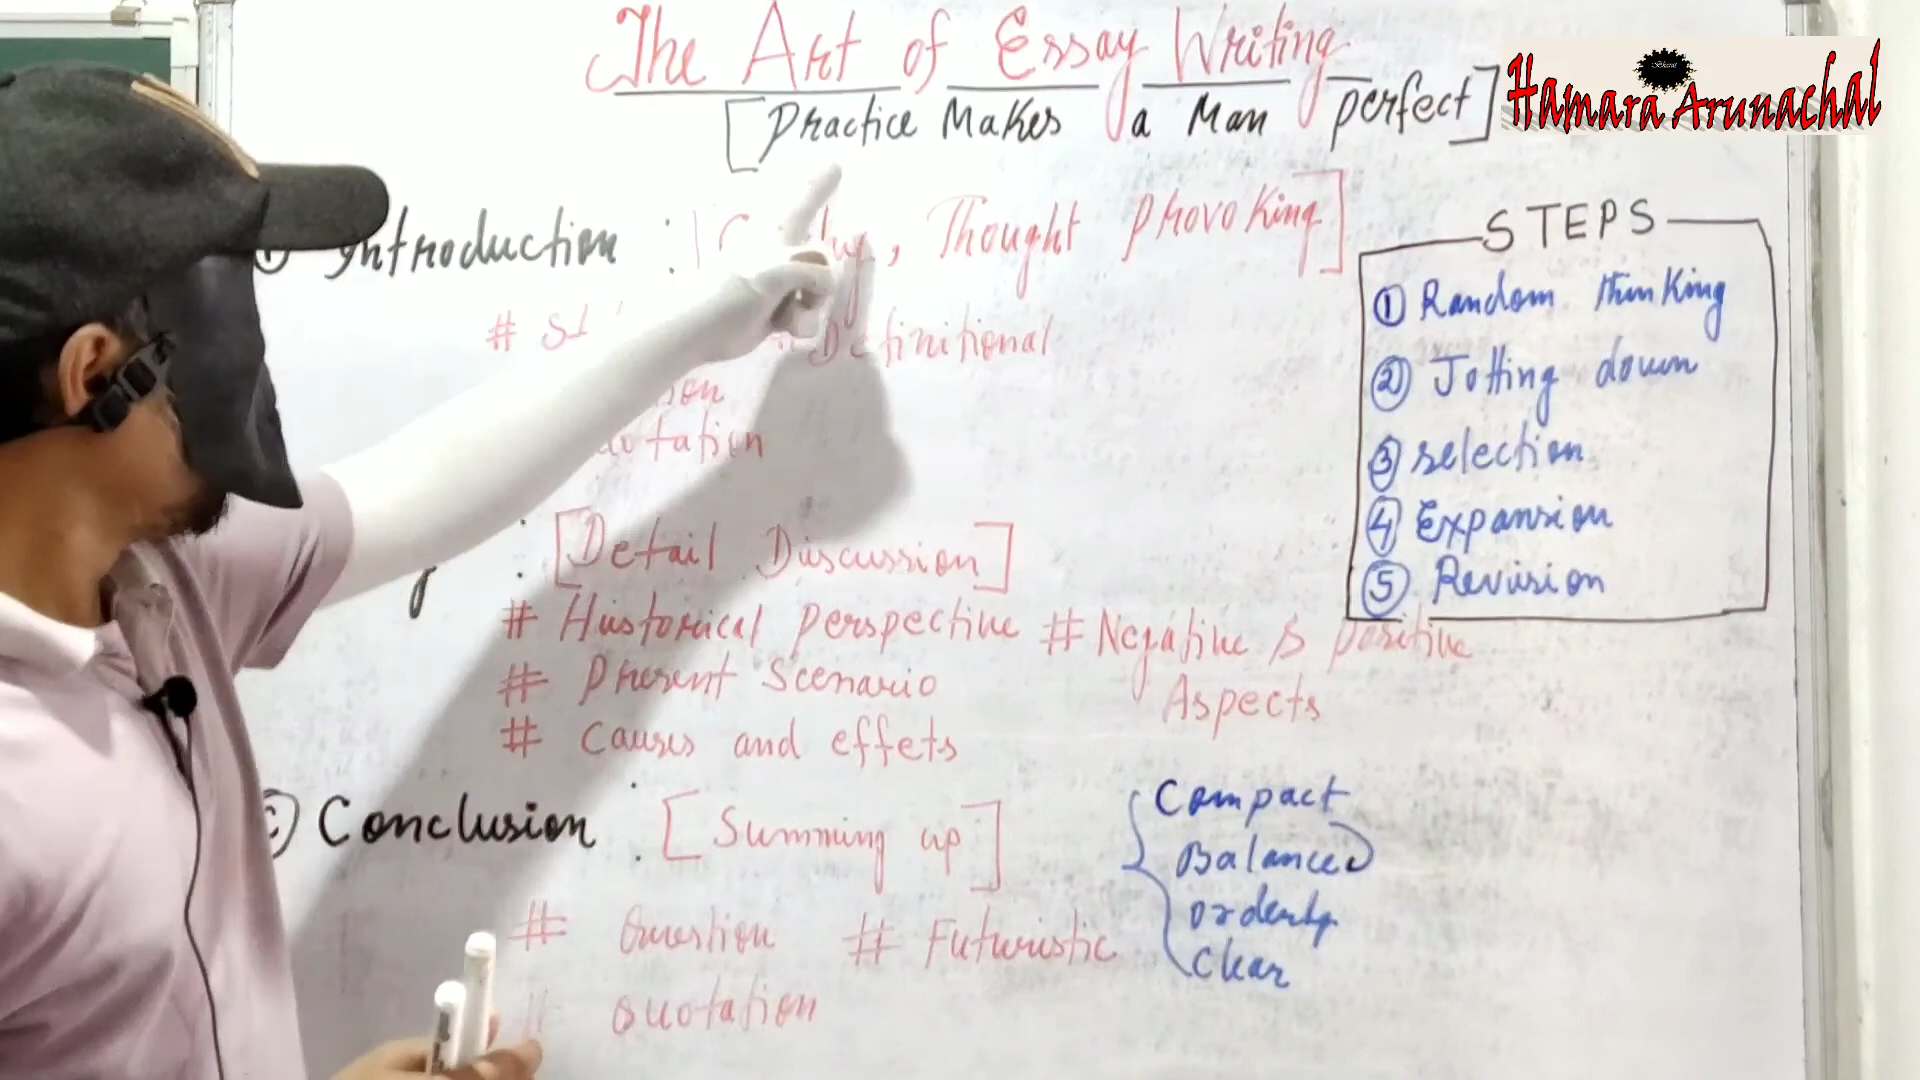 The Art of Essay Writing
[Practice Makes a Man perfect]
Hamara Arunachal
Introduction : , Thought provoking]
# Definitional
STEPS
① Random thinking
② Jotting down
③ selection
④ Expansion
⑤ Revision
: [Detail Discussion]
# Historical perspective # Negative & positive
Aspects
# Present Scenario
# Causes and effets
C) Conclusion : [Summing up]
# Question # Futuristic
# Quotation
Compact
Balanced
orderly
Clear